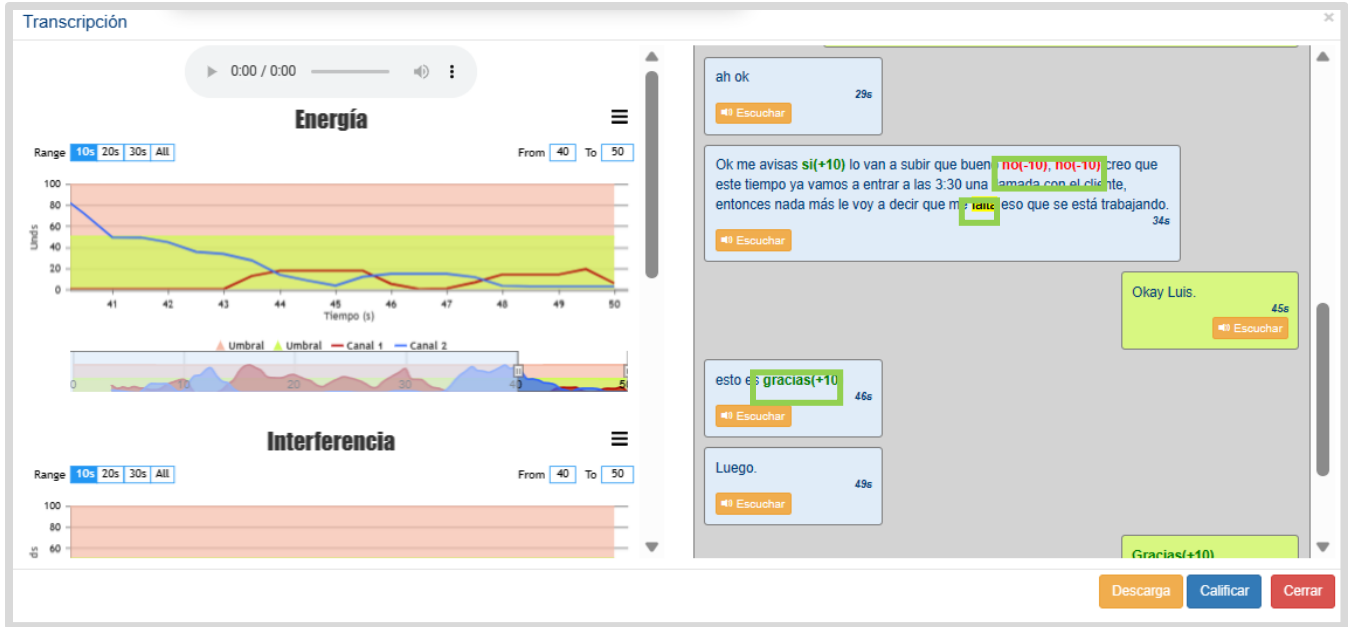 Transcripción
×
0:00 / 0:00
Energía
Range 10s 20s 30s All From 40 To 50
100
80
60
40
20
0
Unds
41 42 43 44 45 46 47 48 49 50
Tiempo (s)
Umbral Umbral Canal 1 Canal 2
0 10 20 30 40
Interferencia
Range 10s 20s 30s All From 40 To 50
100
80
60
ah ok
29s
Escuchar
Ok me avisas si(+10) lo van a subir que bueno no(-10), no(-10) creo que
este tiempo ya vamos a entrar a las 3:30 una llamada con el cliente,
entonces nada más le voy a decir que me falta eso que se está trabajando.
34s
Escuchar
Okay Luis.
45s
Escuchar
esto es gracias(+10
46s
Escuchar
Luego.
49s
Escuchar
Gracias(+10)
Descarga Calificar Cerrar